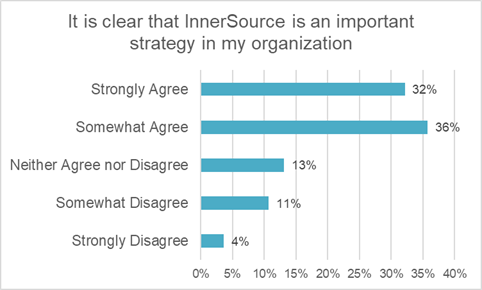 It is clear that InnerSource is an important
strategy in my organization
Strongly Agree 32%
Somewhat Agree 36%
Neither Agree nor Disagree 13%
Somewhat Disagree 11%
Strongly Disagree 4%
0% 5% 10% 15% 20% 25% 30% 35% 40%